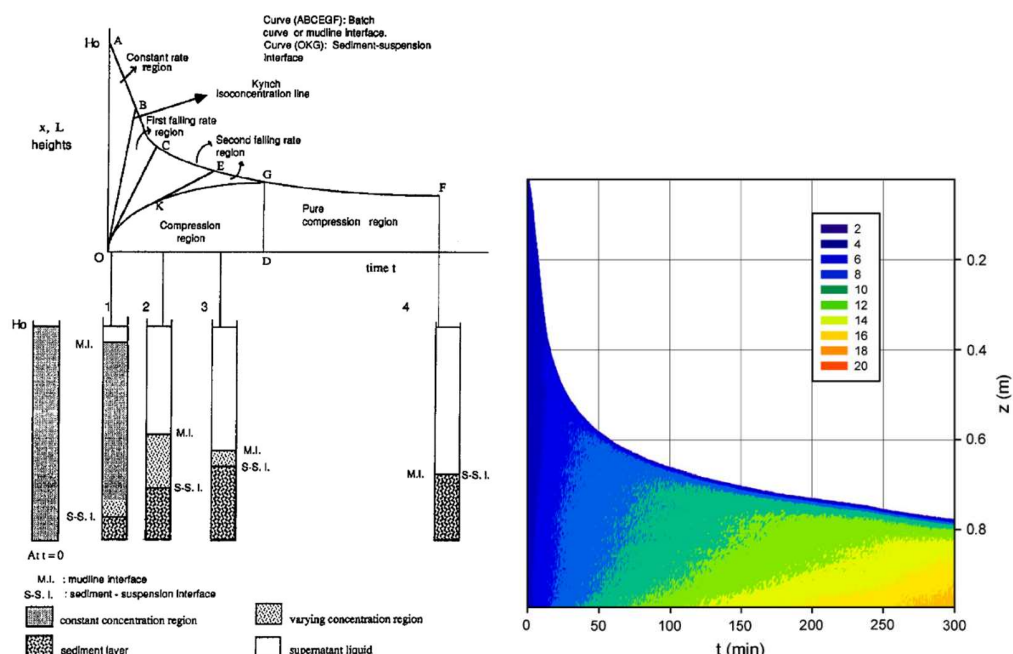 Curve (ABCEGF): Batch
curve or mudline interface.
Curve (OKG): Sediment-suspension
interface
Ho
A
Constant rate
region
Kynch
Isoconcentration line
B
x, L
heights
First falling rate
region
Second falling rate
region
C
E
G
F
K
Pure
compression region
Compression
region
O
D
time t
1
2
3
4
Ho
M.I.
M.I.
M.I.
S-S. I.
M.I.
S-S. I.
S-S. I.
S-S. I.
At t = 0
M.I. : mudline interface
S-S. I. : sediment - suspension interface
constant concentration region
varying concentration region
sediment layer
supernatant liquid
2
4
6
8
10
12
14
16
18
20
0.2
0.4
0.6
0.8
z (m)
0
50
100
150
200
250
300
t (min)